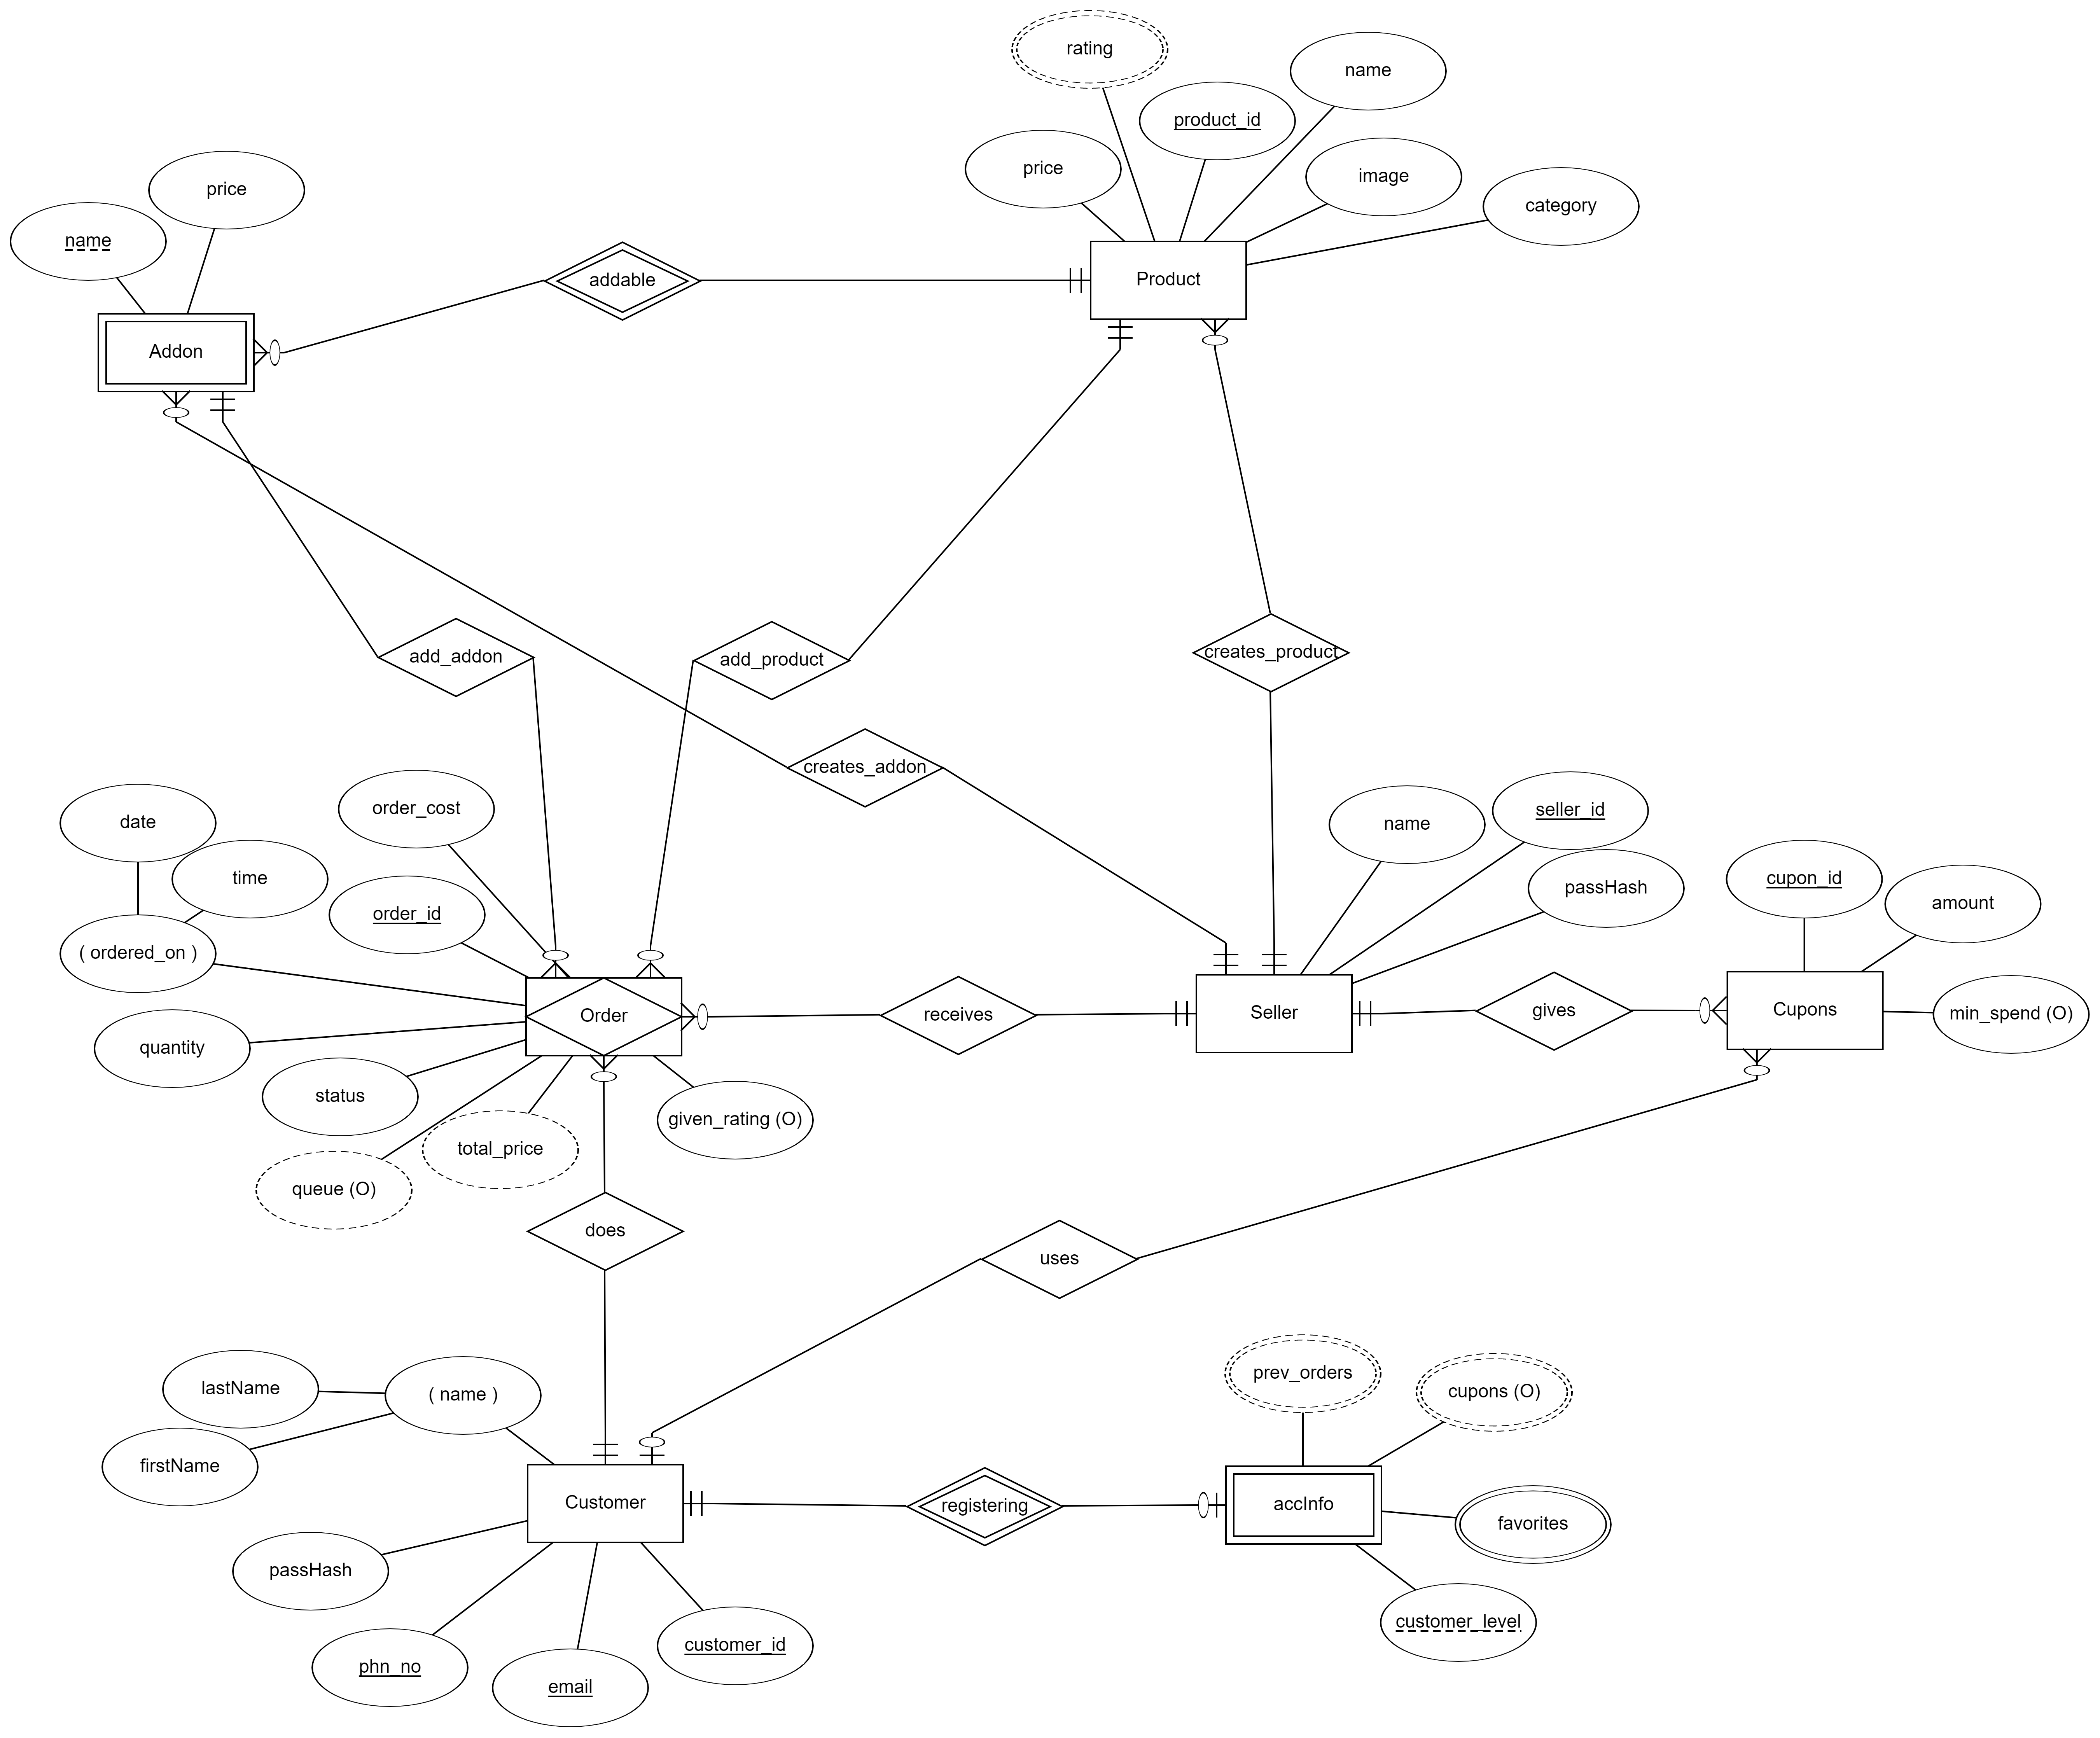 rating
name
product_id
price
image
category
price
name
addable
Product
Addon
add_addon
add_product
creates_product
creates_addon
order_cost
date
time
order_id
( ordered_on )
name
seller_id
passHash
cupon_id
amount
quantity
Order
receives
Seller
gives
Cupons
min_spend (O)
status
given_rating (O)
total_price
queue (O)
does
uses
lastName
( name )
prev_orders
cupons (O)
firstName
Customer
registering
accInfo
favorites
passHash
customer_level
phn_no
email
customer_id